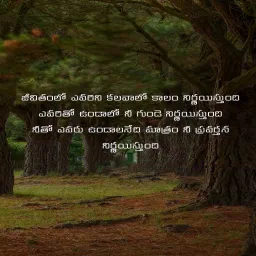 జీవితంలో ఎవరిని కలవాలో కాలం నిర్ణయిస్తుంది
ఎవరితో ఉండాలో నీ గుండె నిర్ణయిస్తుంది
నీతో ఎవరు ఉండాలనేది మాత్రం నీ ప్రవర్తన
నిర్ణయిస్తుంది